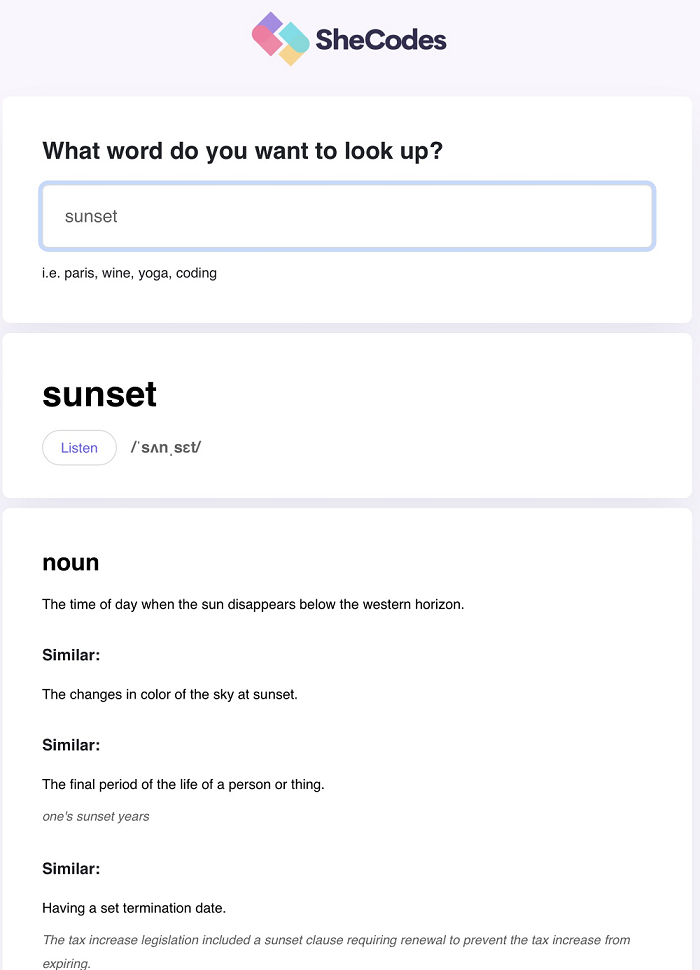 SheCodes
What word do you want to look up?
sunset
i.e. paris, wine, yoga, coding
sunset
Listen /ˈsʌnˌsɛt/
noun
The time of day when the sun disappears below the western horizon.
Similar:
The changes in color of the sky at sunset.
Similar:
The final period of the life of a person or thing.
one's sunset years
Similar:
Having a set termination date.
The tax increase legislation included a sunset clause requiring renewal to prevent the tax increase from
expiring.